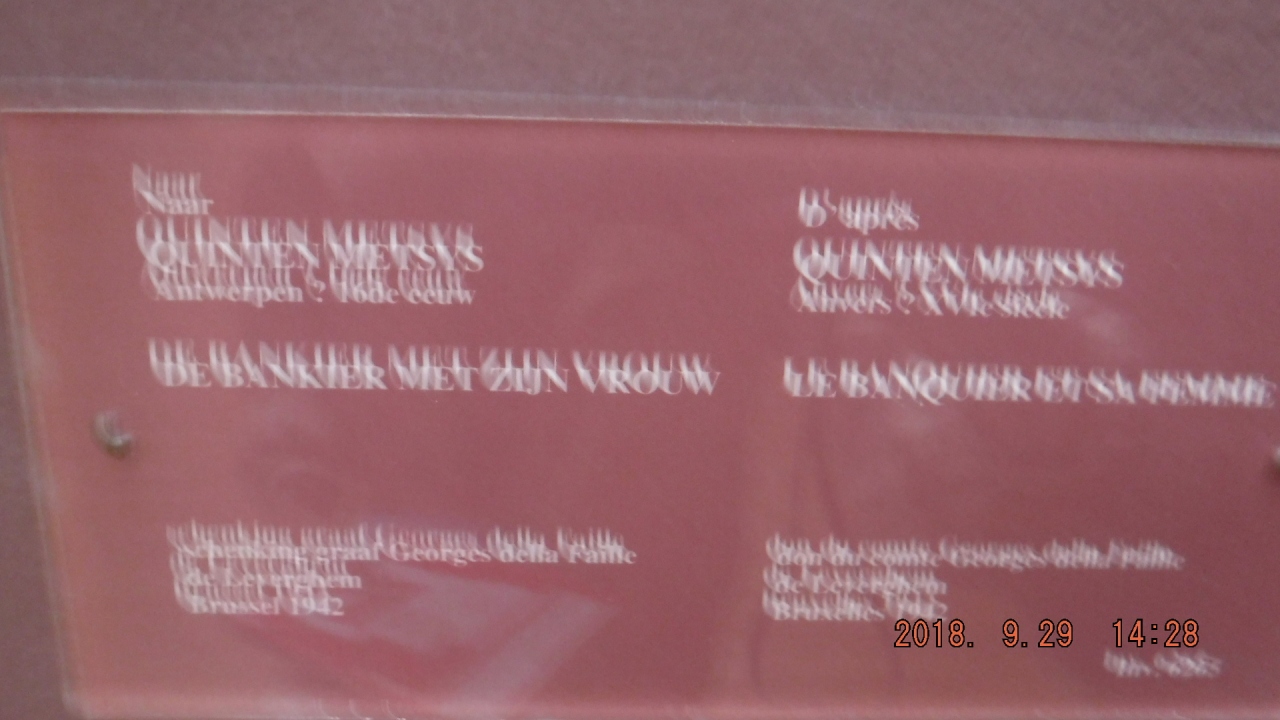 Naar
QUINTEN METSYS
Antwerpen : 16de eeuw
DE BANKIER MET ZIJN VROUW
schenking graaf Georges della Faille
de Leverghem
Brussel 1942
D'après
QUINTEN METSYS
Anvers : XVIe siècle
LE BANQUIER ET SA FEMME
don du comte Georges della Faille
de Leverghem
Bruxelles 1942
2018. 9.29 14:28